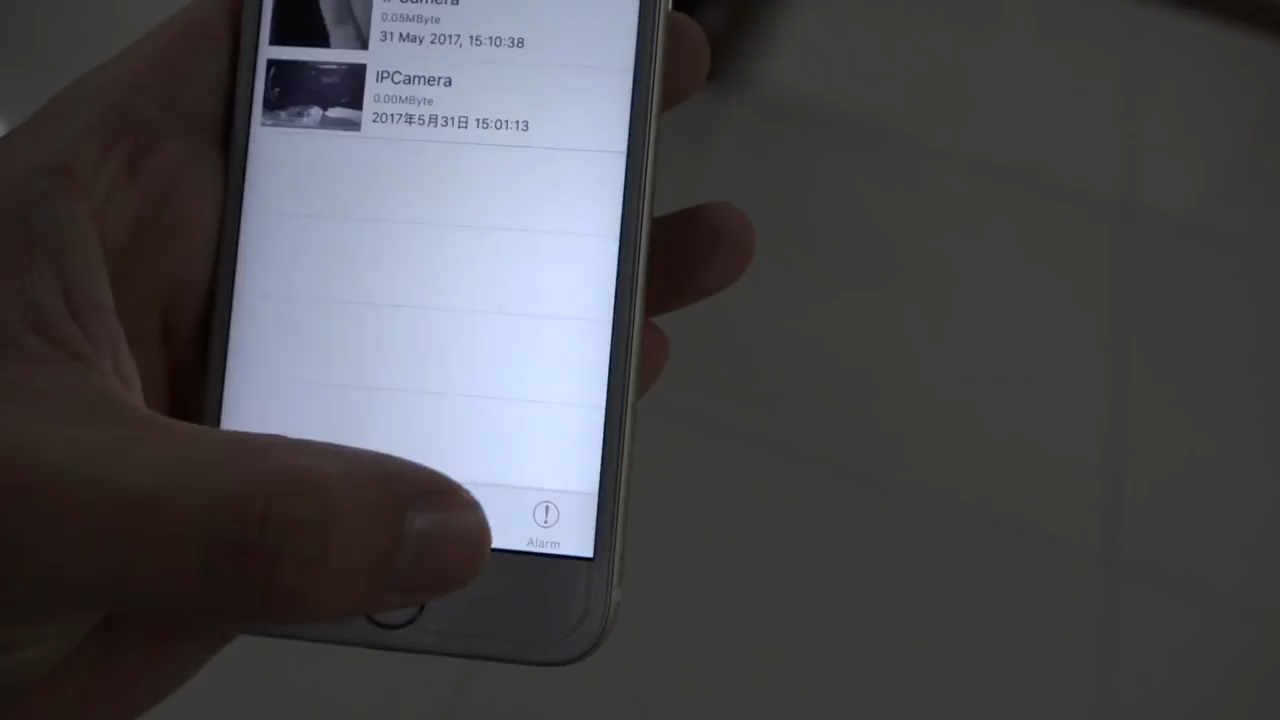 IPCamera
0.05MByte
31 May 2017, 15:10:38
IPCamera
0.00MByte
2017年5月31日 15:01:13
Alarm